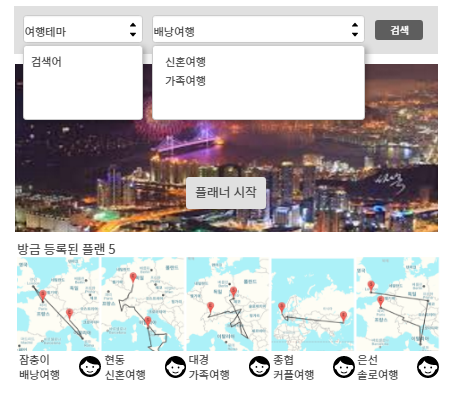 여행테마 배낭여행 검색
검색어 신혼여행
가족여행
플래너 시작
방금 등록된 플랜 5
잠충이 현동 대경 종협 은선
배낭여행 신혼여행 가족여행 커플여행 솔로여행